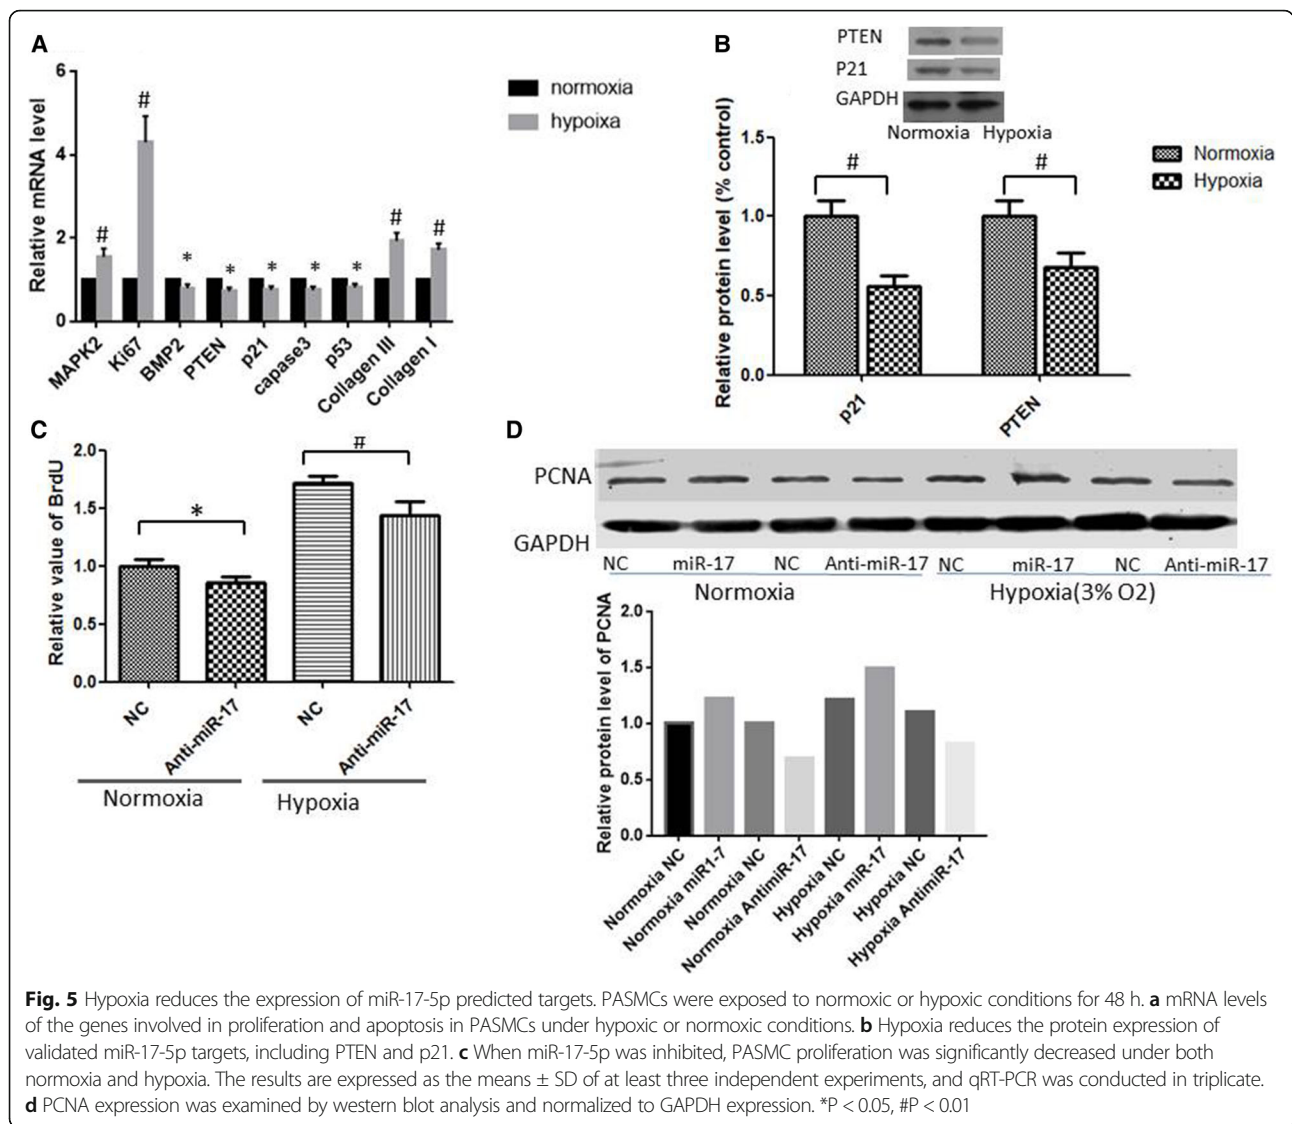 A
6
4
2
0
Relative mRNA level
# # * * * * * # #
normoxia
hypoixa
MAPK2 Ki67 BMP2 PTEN p21 capase3 p53 Collagen III Collagen I
B
PTEN
P21
GAPDH
Normoxia Hypoxia
1.5
1.0
0.5
0.0
Relative protein level (% control)
# #
Normoxia
Hypoxia
p21 PTEN
C
2.0
1.5
1.0
0.5
0.0
Relative value of BrdU
* #
NC Anti-miR-17 NC Anti-miR-17
Normoxia Hypoxia
D
PCNA
GAPDH
NC miR-17 NC Anti-miR-17 NC miR-17 NC Anti-miR-17
Normoxia Hypoxia(3% O2)
2.0
1.5
1.0
0.5
0.0
Relative protein level of PCNA
Normoxia NC
Normoxia miR1-7
Normoxia NC
Normoxia AntimiR-17
Hypoxia NC
Hypoxia miR-17
Hypoxia NC
Hypoxia AntimiR-17
Fig. 5 Hypoxia reduces the expression of miR-17-5p predicted targets. PASMCs were exposed to normoxic or hypoxic conditions for 48 h. a mRNA levels
of the genes involved in proliferation and apoptosis in PASMCs under hypoxic or normoxic conditions. b Hypoxia reduces the protein expression of
validated miR-17-5p targets, including PTEN and p21. c When miR-17-5p was inhibited, PASMC proliferation was significantly decreased under both
normoxia and hypoxia. The results are expressed as the means ± SD of at least three independent experiments, and qRT-PCR was conducted in triplicate.
d PCNA expression was examined by western blot analysis and normalized to GAPDH expression. *P < 0.05, #P < 0.01